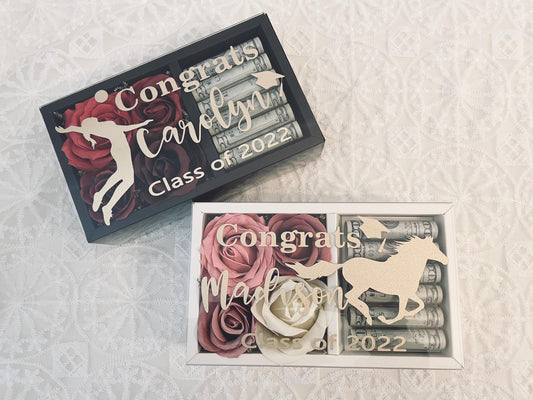 Congrats
Carolyn
Class of 2022
Congrats
Madison
Class of 2022